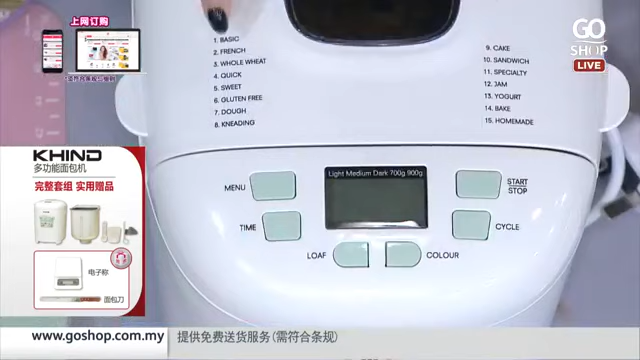 上网订购
GO
SHOP
LIVE
1. BASIC
2. FRENCH
3. WHOLE WHEAT
4. QUICK
5. SWEET
6. GLUTEN FREE
7. DOUGH
8. KNEADING
9. CAKE
10. SANDWICH
11. SPECIALTY
12. JAM
13. YOGURT
14. BAKE
15. HOMEMADE
KHIND
多功能面包机
完整套组 实用赠品
电子称
面包刀
Light Medium Dark 700g 900g
MENU
START
STOP
TIME
CYCLE
LOAF
COLOUR
www.goshop.com.my
提供免费送货服务(需符合条规)